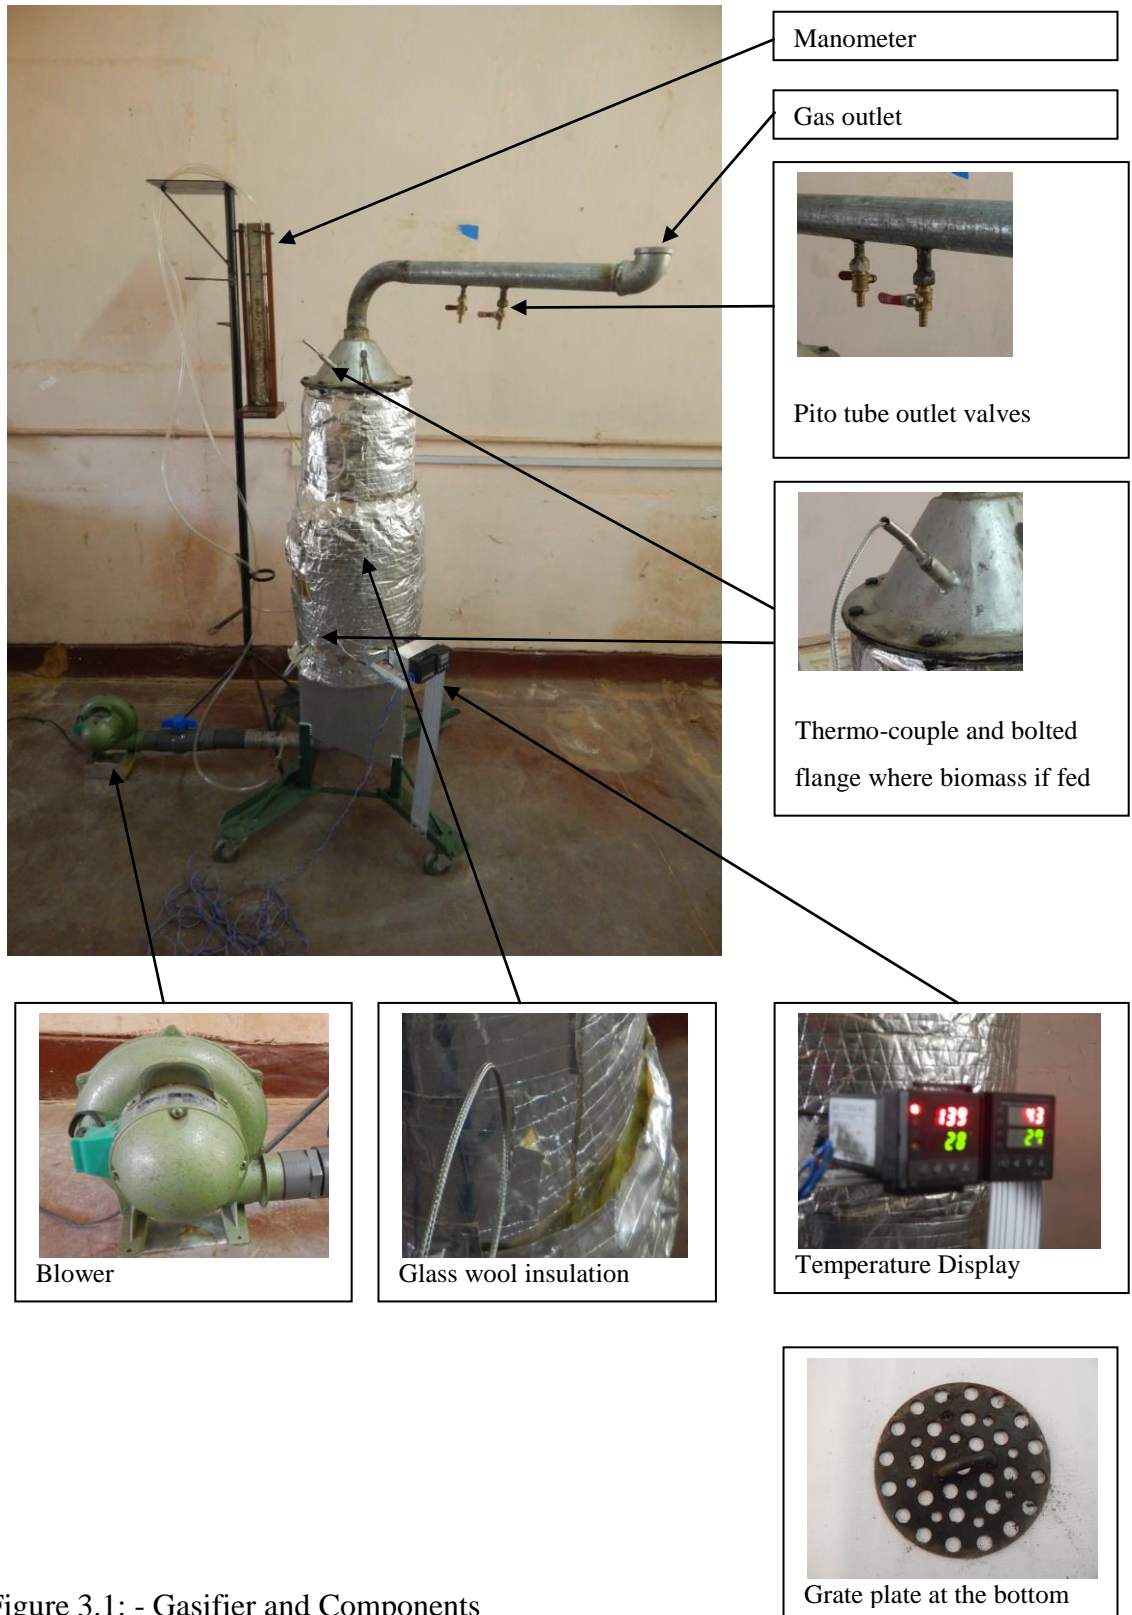 Manometer
Gas outlet
Pito tube outlet valves
Thermo-couple and bolted
flange where biomass if fed
139
28
43
Blower
Glass wool insulation
Temperature Display
Grate plate at the bottom
Figure 3.1: - Gasifier and Components